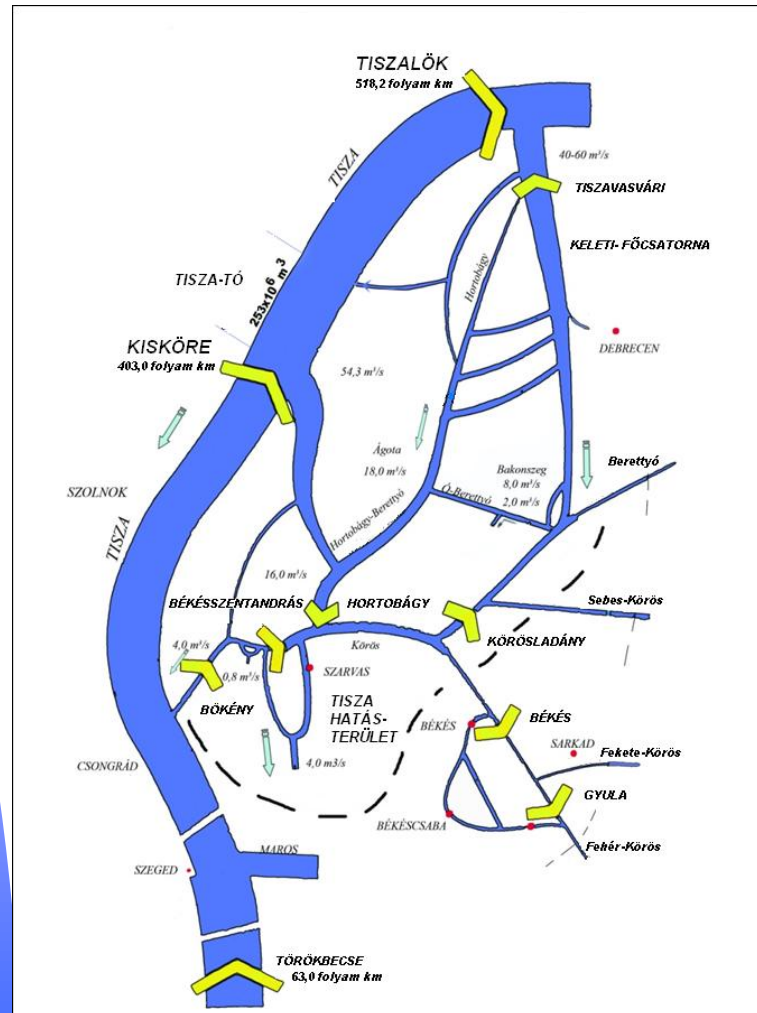 TISZALÖK
518,2 folyam km
TISZA
40-60 m³/s
TISZAVASVÁRI
KELETI- FŐCSATORNA
Hortobágy
TISZA-TÓ
253x10⁶ m³
KISKÖRE
403,0 folyam km
DEBRECEN
54,3 m³/s
Ágota
18,0 m³/s
Bakonszeg
8,0 m³/s
2,0 m³/s
Berettyó
Ó-Berettyó
SZOLNOK
TISZA
Hortobágy-Berettyó
16,0 m³/s
BÉKÉSSZENTANDRÁS
HORTOBÁGY
Sebes-Körös
KÖRÖSLADÁNY
4,0 m³/s
Körös
0,8 m³/s
SZARVAS
BÖKÉNY
TISZA
HATÁS-
TERÜLET
BÉKÉS
BÉKÉS
SARKAD
Fekete-Körös
CSONGRÁD
4,0 m3/s
GYULA
BÉKÉSCSABA
Fehér-Körös
MAROS
SZEGED
TÖRÖKBECSE
63,0 folyam km